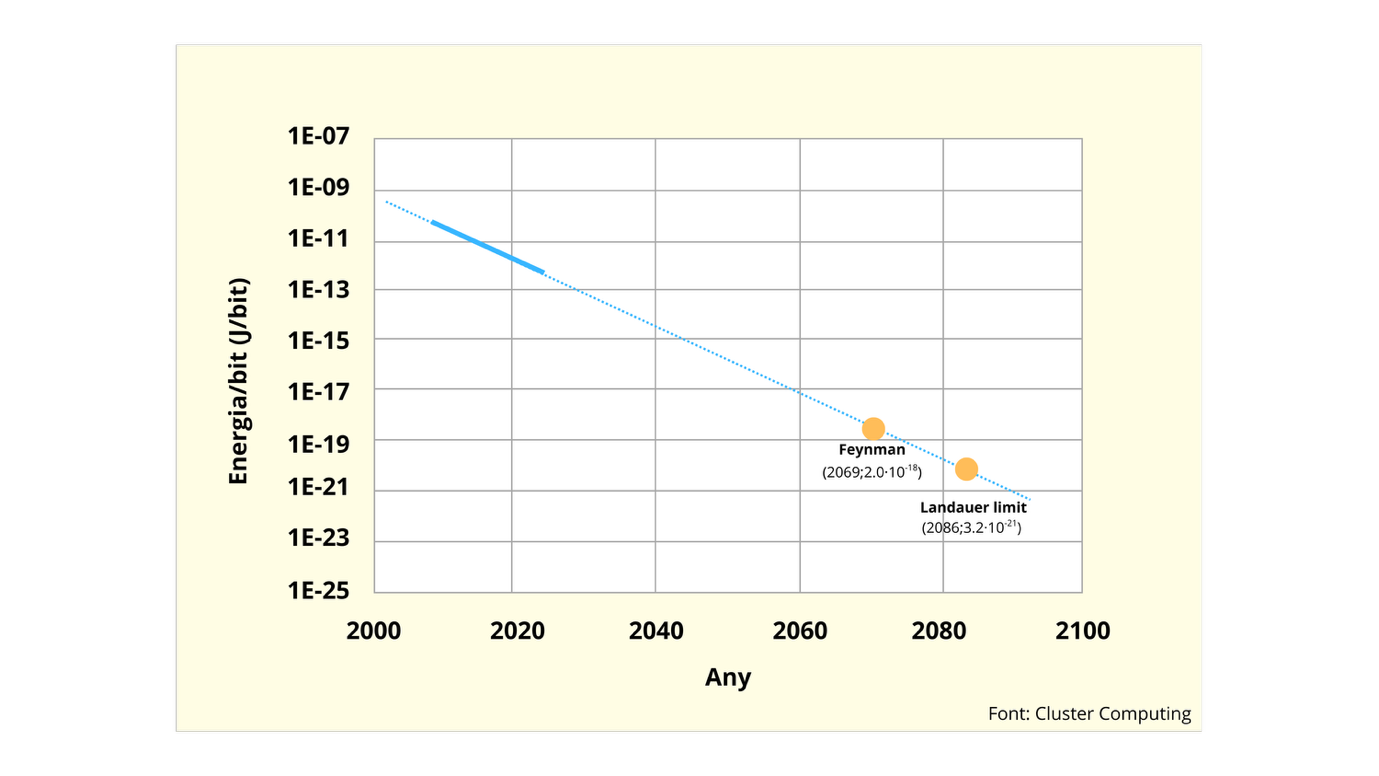 1E-07
1E-09
1E-11
1E-13
1E-15
1E-17
1E-19
1E-21
1E-23
1E-25
Energia/bit (J/bit)
Feynman
(2069;2.0·10⁻¹⁸)
Landauer limit
(2086;3.2·10⁻²¹)
2000 2020 2040 2060 2080 2100
Any
Font: Cluster Computing